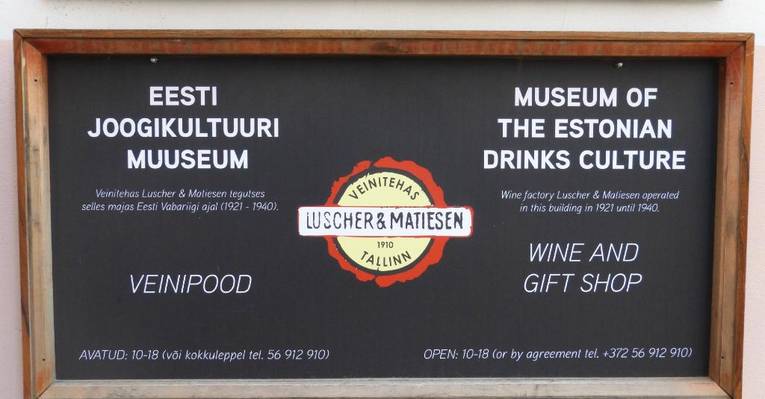 EESTI
JOOGIKULTUURI
MUUSEUM
Veinitehas Luscher & Matiesen tegutses
selles majas Eesti Vabariigi ajal (1921 - 1940).
VEINIPOOD
AVATUD: 10-18 (või kokkuleppel tel. 56 912 910)
VEINITEHAS
LUSCHER & MATIESEN
1910
TALLINN
MUSEUM OF
THE ESTONIAN
DRINKS CULTURE
Wine factory Luscher & Matiesen operated
in this building in 1921 until 1940.
WINE AND
GIFT SHOP
OPEN: 10-18 (or by agreement tel. +372 56 912 910)